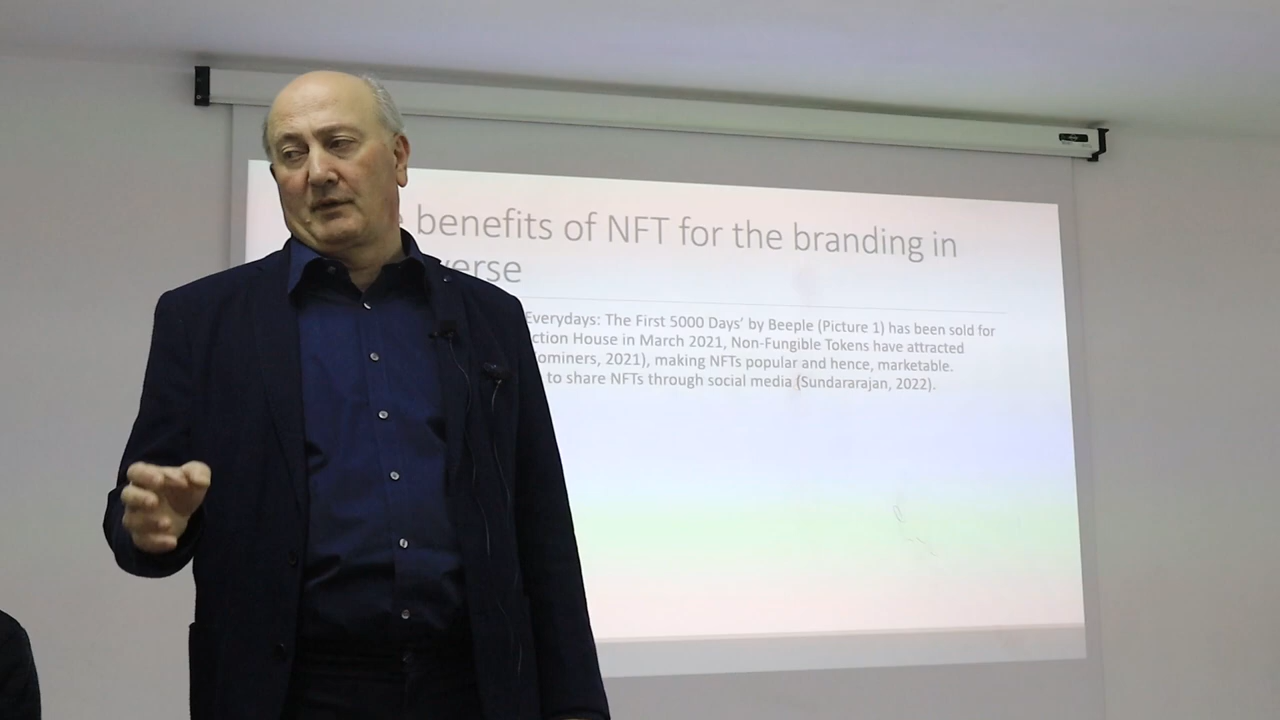 benefits of NFT for the branding in
verse
Everydays: The First 5000 Days’ by Beeple (Picture 1) has been sold for
ction House in March 2021, Non-Fungible Tokens have attracted
ominers, 2021), making NFTs popular and hence, marketable.
to share NFTs through social media (Sundararajan, 2022).